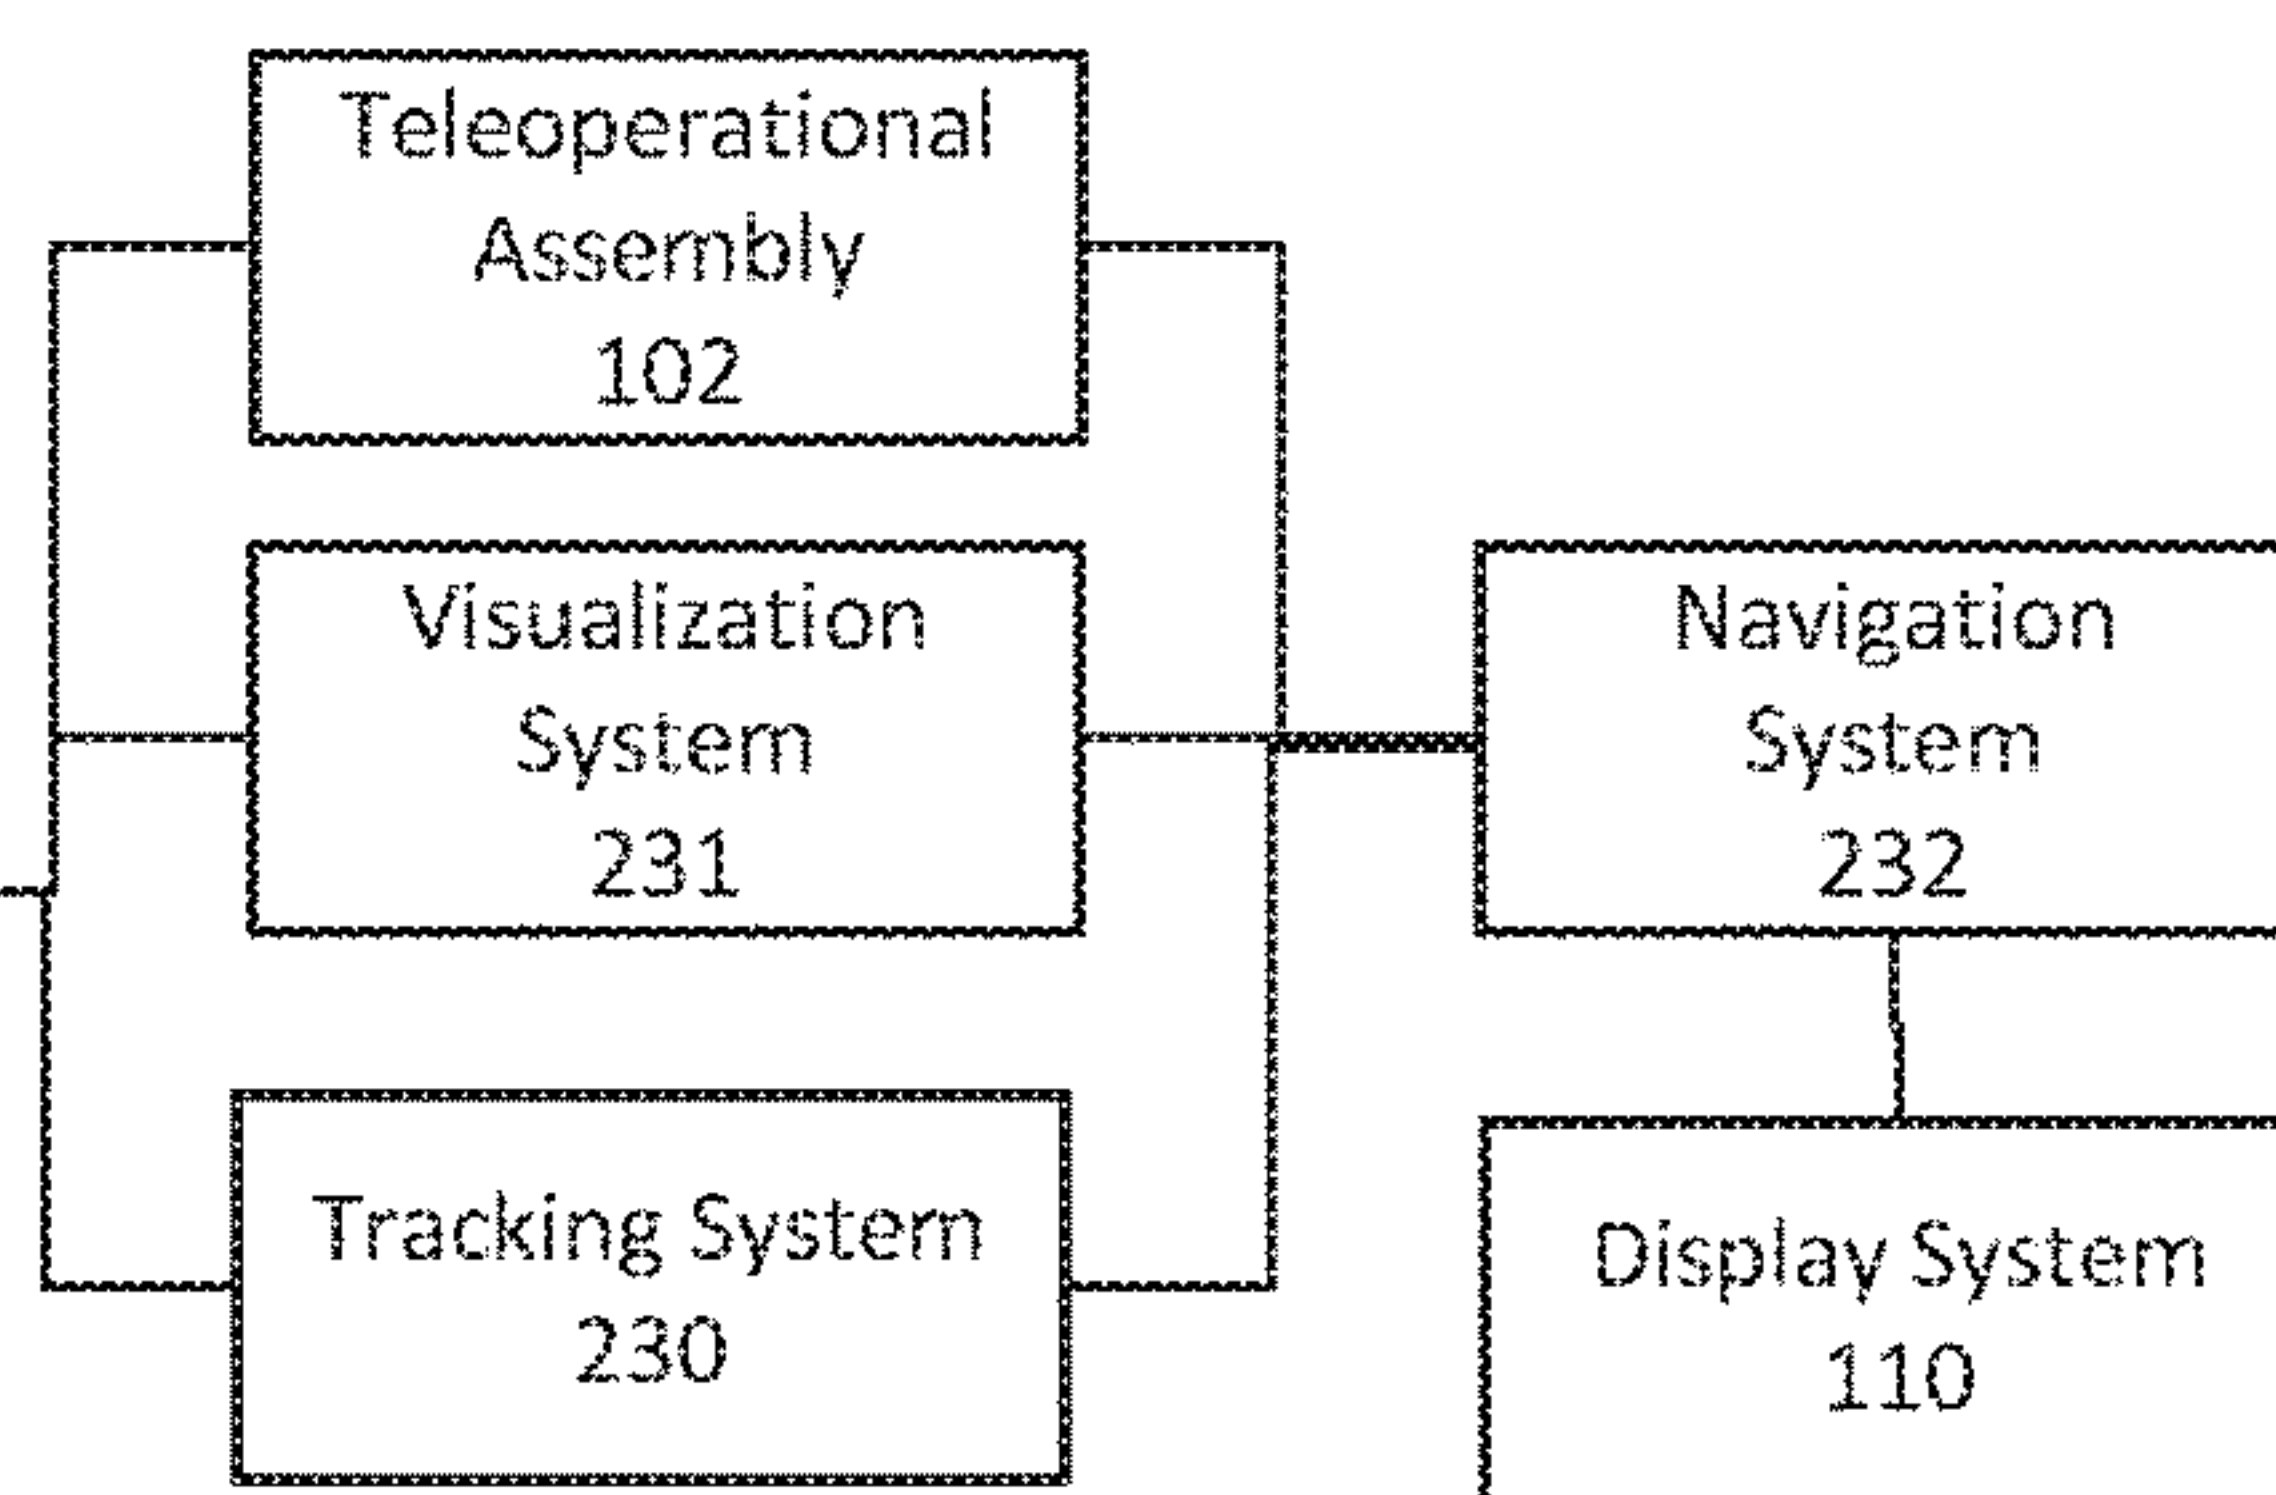 Teleoperational
Assembly
102
Visualization
System
231
Navigation
System
232
Tracking System
230
Display System
110